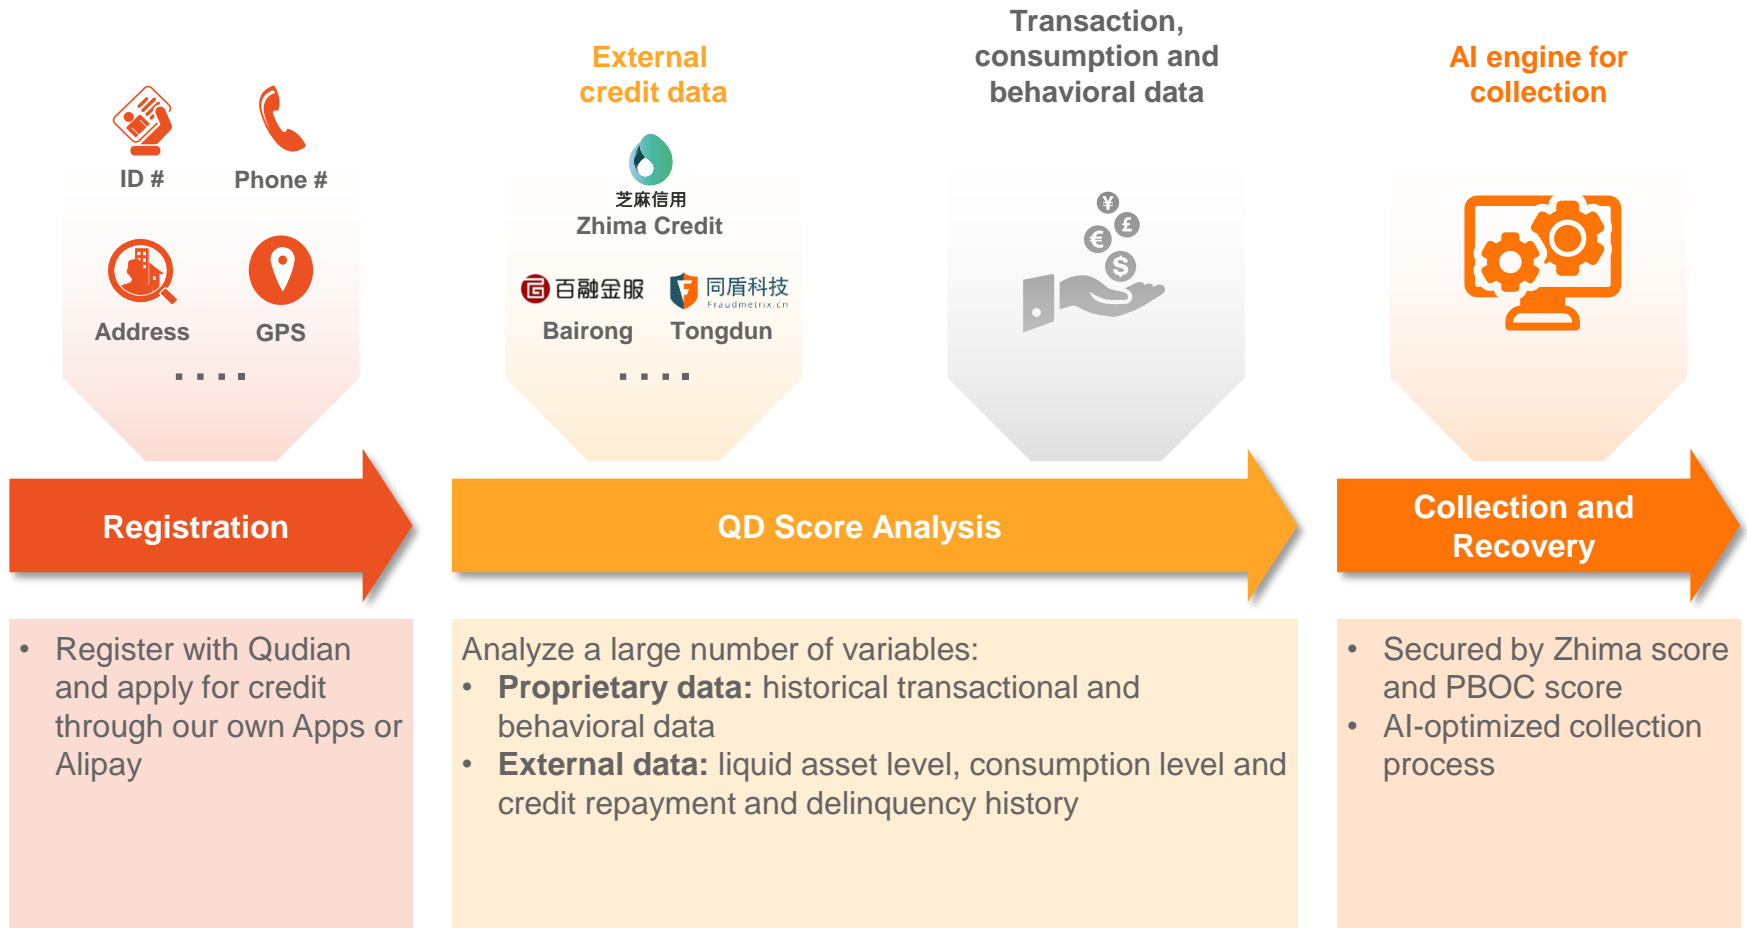 ID #
Phone #
Address
GPS
....
Registration
• Register with Qudian
and apply for credit
through our own Apps or
Alipay
External
credit data
芝麻信用
Zhima Credit
百融金服
同盾科技
Fraudmetrix.cn
Bairong
Tongdun
....
Transaction,
consumption and
behavioral data
¥
£
€
$
QD Score Analysis
Analyze a large number of variables:
• Proprietary data: historical transactional and
behavioral data
• External data: liquid asset level, consumption level and
credit repayment and delinquency history
AI engine for
collection
Collection and
Recovery
• Secured by Zhima score
and PBOC score
• AI-optimized collection
process